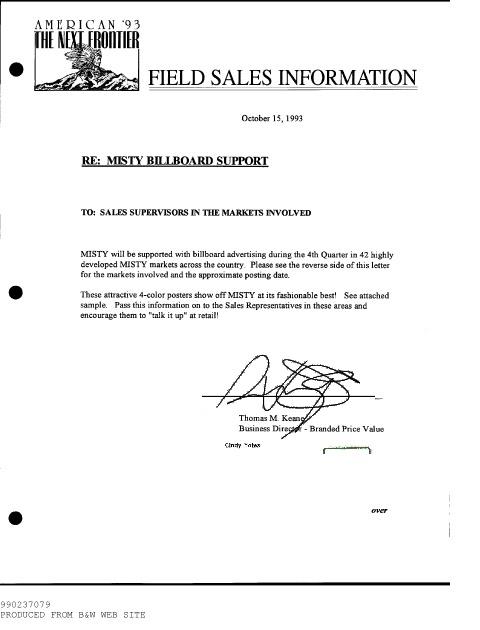 AMERICAN '93
THE NEXT FRONTIER
FIELD SALES INFORMATION
October 15, 1993
RE: MISTY BILLBOARD SUPPORT
TO: SALES SUPERVISORS IN THE MARKETS INVOLVED
MISTY will be supported with billboard advertising during the 4th Quarter in 42 highly
developed MISTY markets across the country. Please see the reverse side of this letter
for the markets involved and the approximate posting date.
These attractive 4-color posters show off MISTY at its fashionable best! See attached
sample. Pass this information on to the Sales Representatives in these areas and
encourage them to "talk it up" at retail!
Thomas M. Keane
Business Director - Branded Price Value
Cindy
over
990237079
PRODUCED FROM B&W WEB SITE